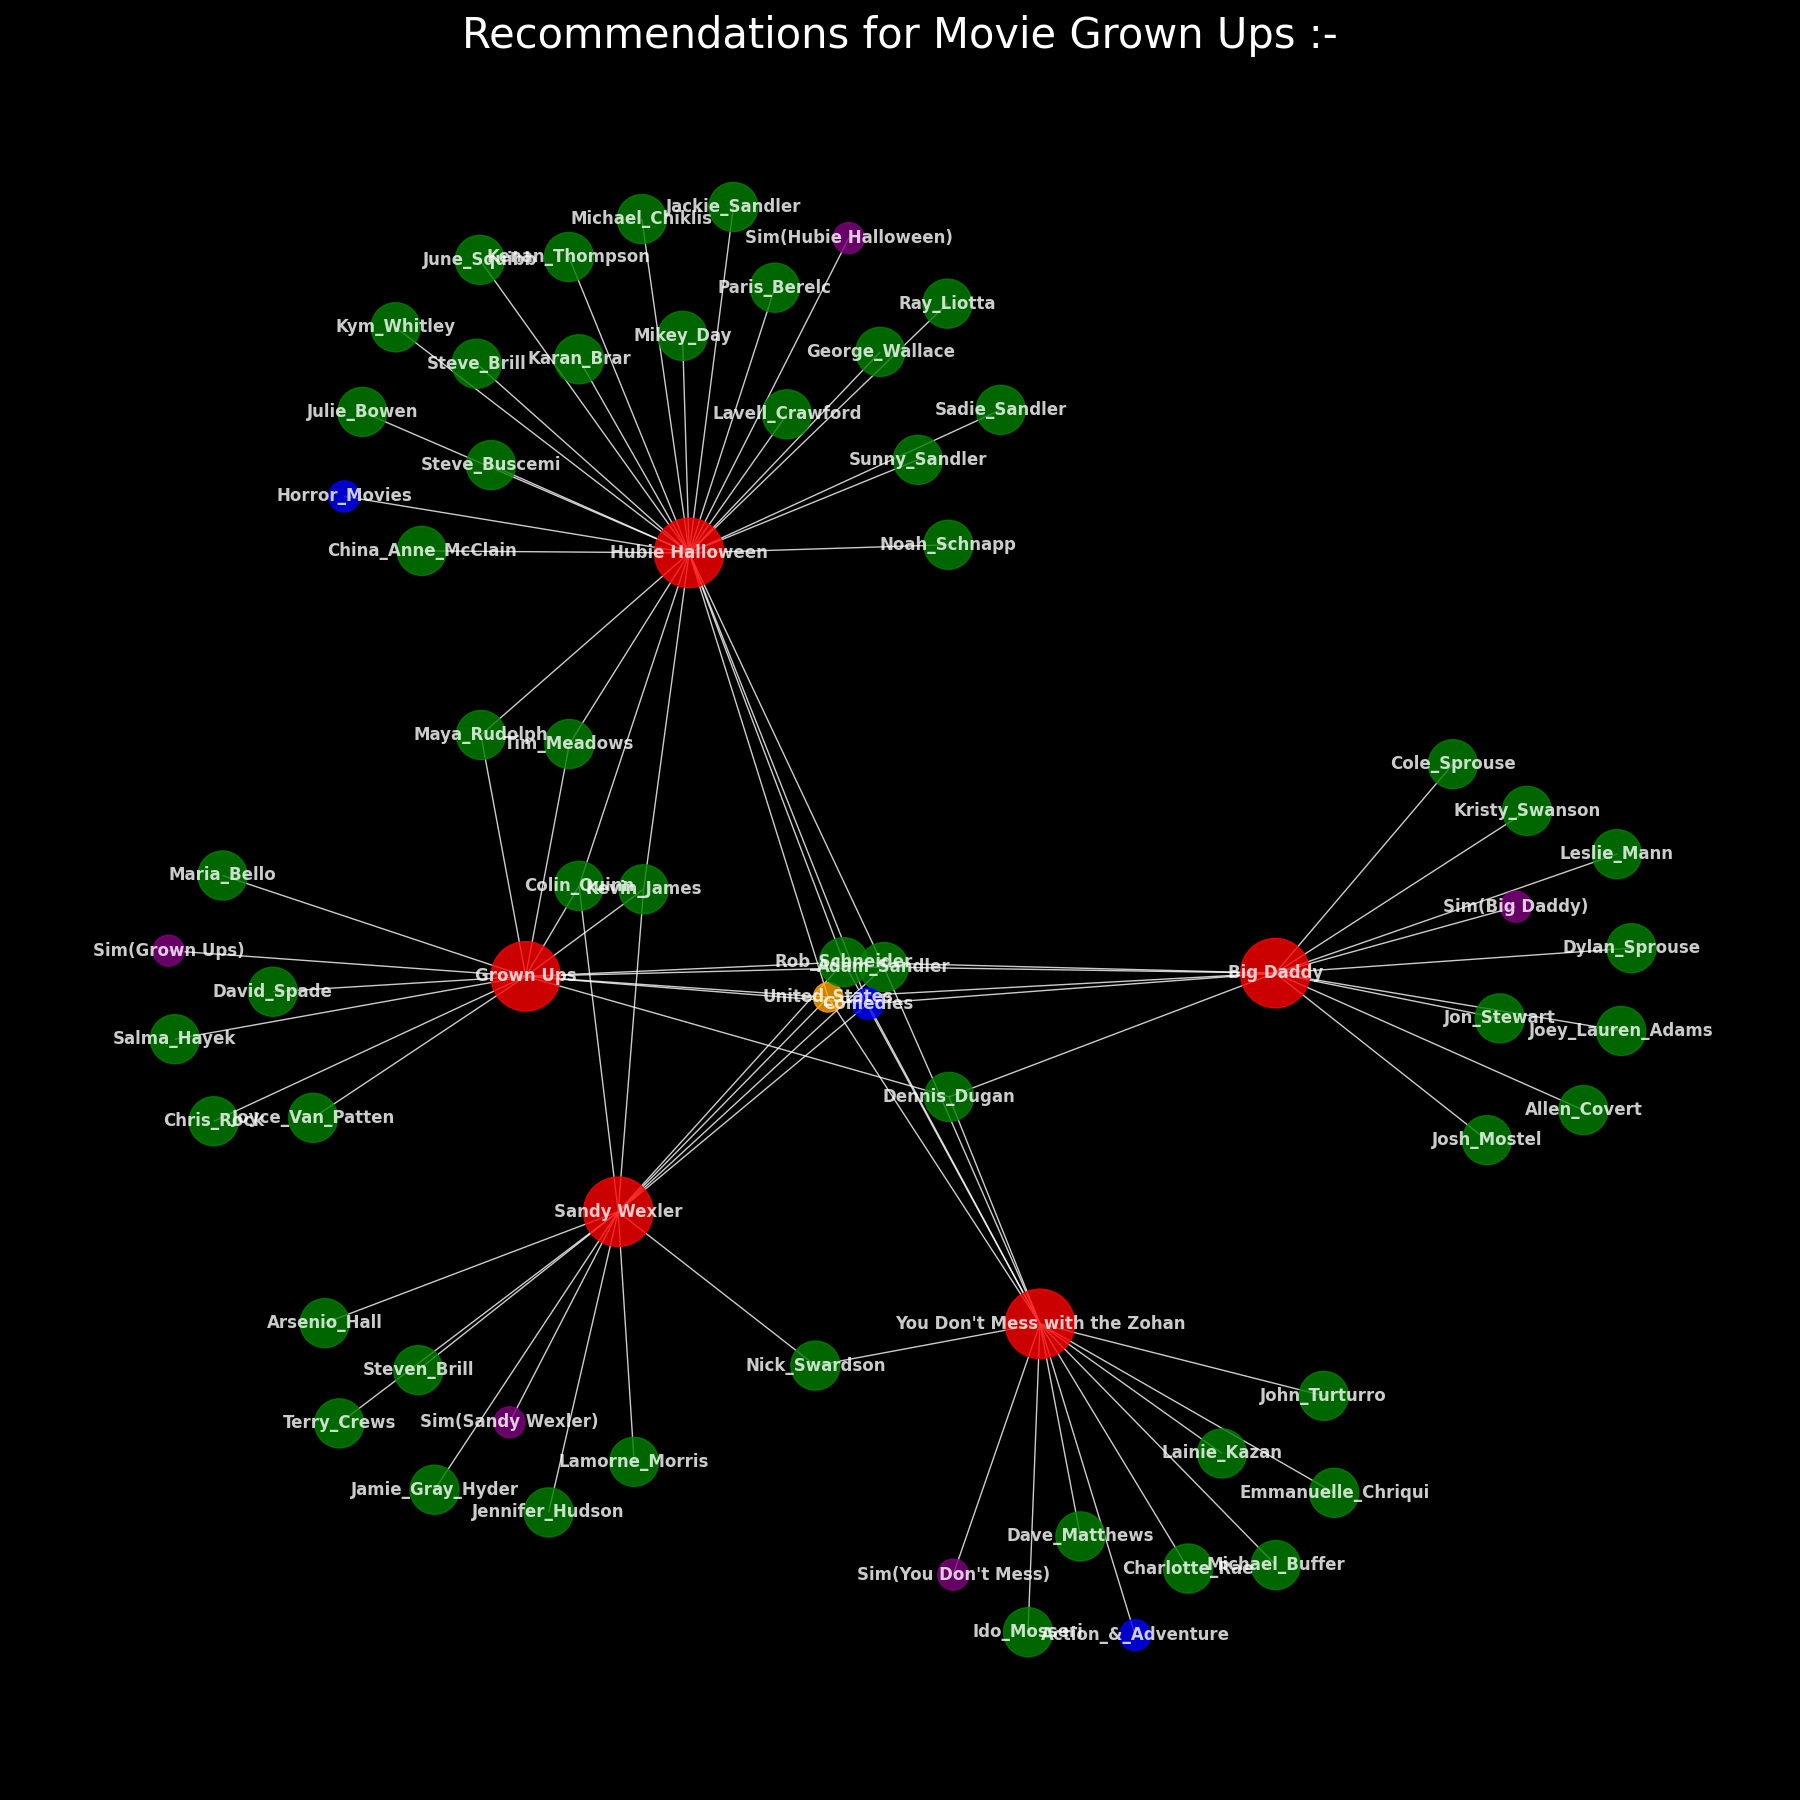 Recommendations for Movie Grown Ups :-
Jackie_Sandler
Michael_Chiklis
Sim(Hubie Halloween)
Kenan_Thompson
June_Squibb
Paris_Berelc
Ray_Liotta
Kym_Whitley
Mikey_Day
George_Wallace
Karan_Brar
Steve_Brill
Julie_Bowen
Lavell_Crawford
Sadie_Sandler
Sunny_Sandler
Steve_Buscemi
Horror_Movies
Noah_Schnapp
China_Anne_McClain
Hubie Halloween
Maya_Rudolph
Tim_Meadows
Cole_Sprouse
Kristy_Swanson
Leslie_Mann
Maria_Bello
Colin_Quinn
Kevin_James
Sim(Big Daddy)
Dylan_Sprouse
Sim(Grown Ups)
Rob_Schneider
Adam_Sandler
Big Daddy
Grown Ups
David_Spade
United_States
Comedies
Jon_Stewart
Joey_Lauren_Adams
Salma_Hayek
Dennis_Dugan
Allen_Covert
Joyce_Van_Patten
Chris_Rock
Josh_Mostel
Sandy Wexler
Arsenio_Hall
You Don't Mess with the Zohan
Nick_Swardson
Steven_Brill
John_Turturro
Terry_Crews
Sim(Sandy Wexler)
Lainie_Kazan
Lamorne_Morris
Jamie_Gray_Hyder
Emmanuelle_Chriqui
Jennifer_Hudson
Dave_Matthews
Michael_Buffer
Charlotte_Rae
Sim(You Don't Mess)
Ido_Mosseri
Action_&_Adventure